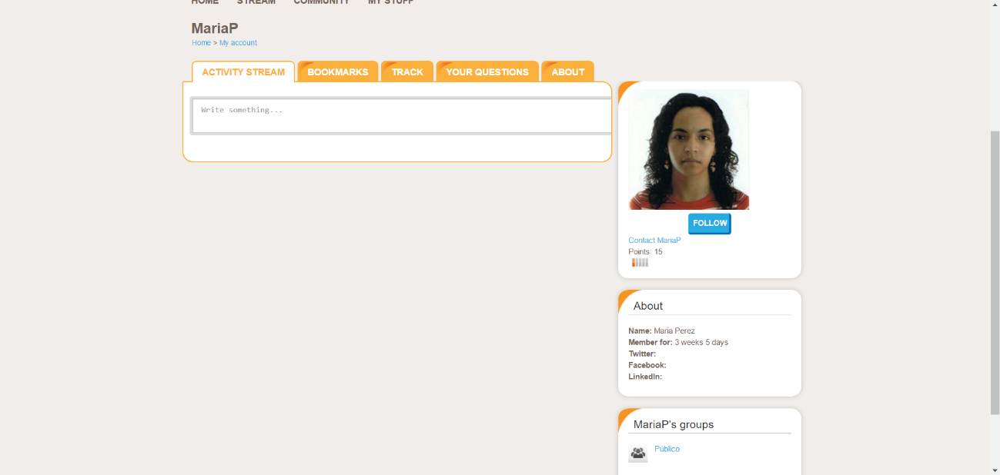 HOME STREAM COMMUNITY MY STUFF
MariaP
Home > My account
ACTIVITY STREAM BOOKMARKS TRACK YOUR QUESTIONS ABOUT
Write something...
FOLLOW
Contact MariaP
Points: 15
About
Name: Maria Perez
Member for: 3 weeks 5 days
Twitter:
Facebook:
LinkedIn:
MariaP's groups
Público